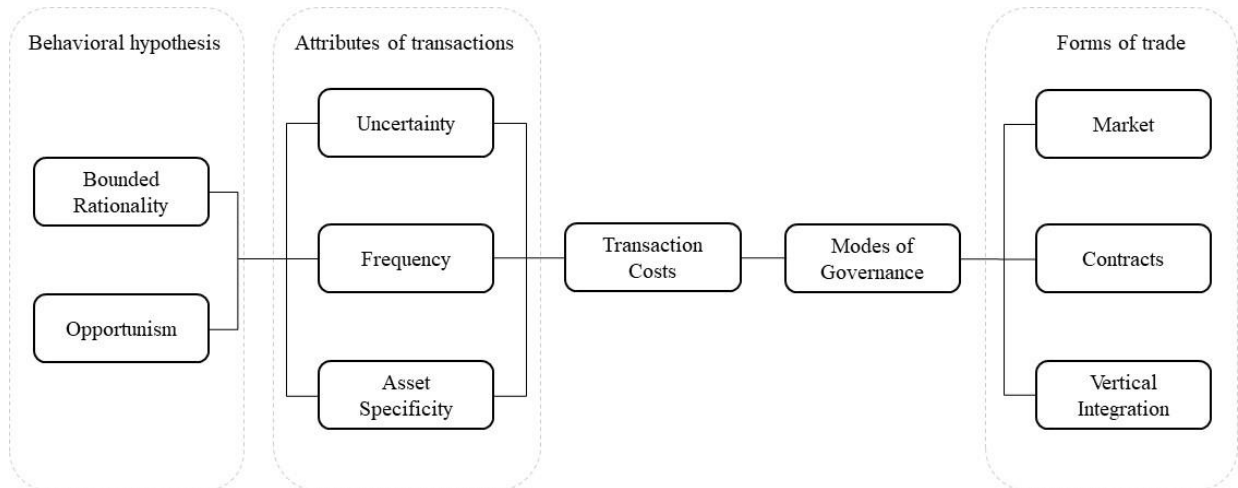 Behavioral hypothesis
Attributes of transactions
Forms of trade
Bounded
Rationality
Opportunism
Uncertainty
Frequency
Asset
Specificity
Transaction
Costs
Modes of
Governance
Market
Contracts
Vertical
Integration